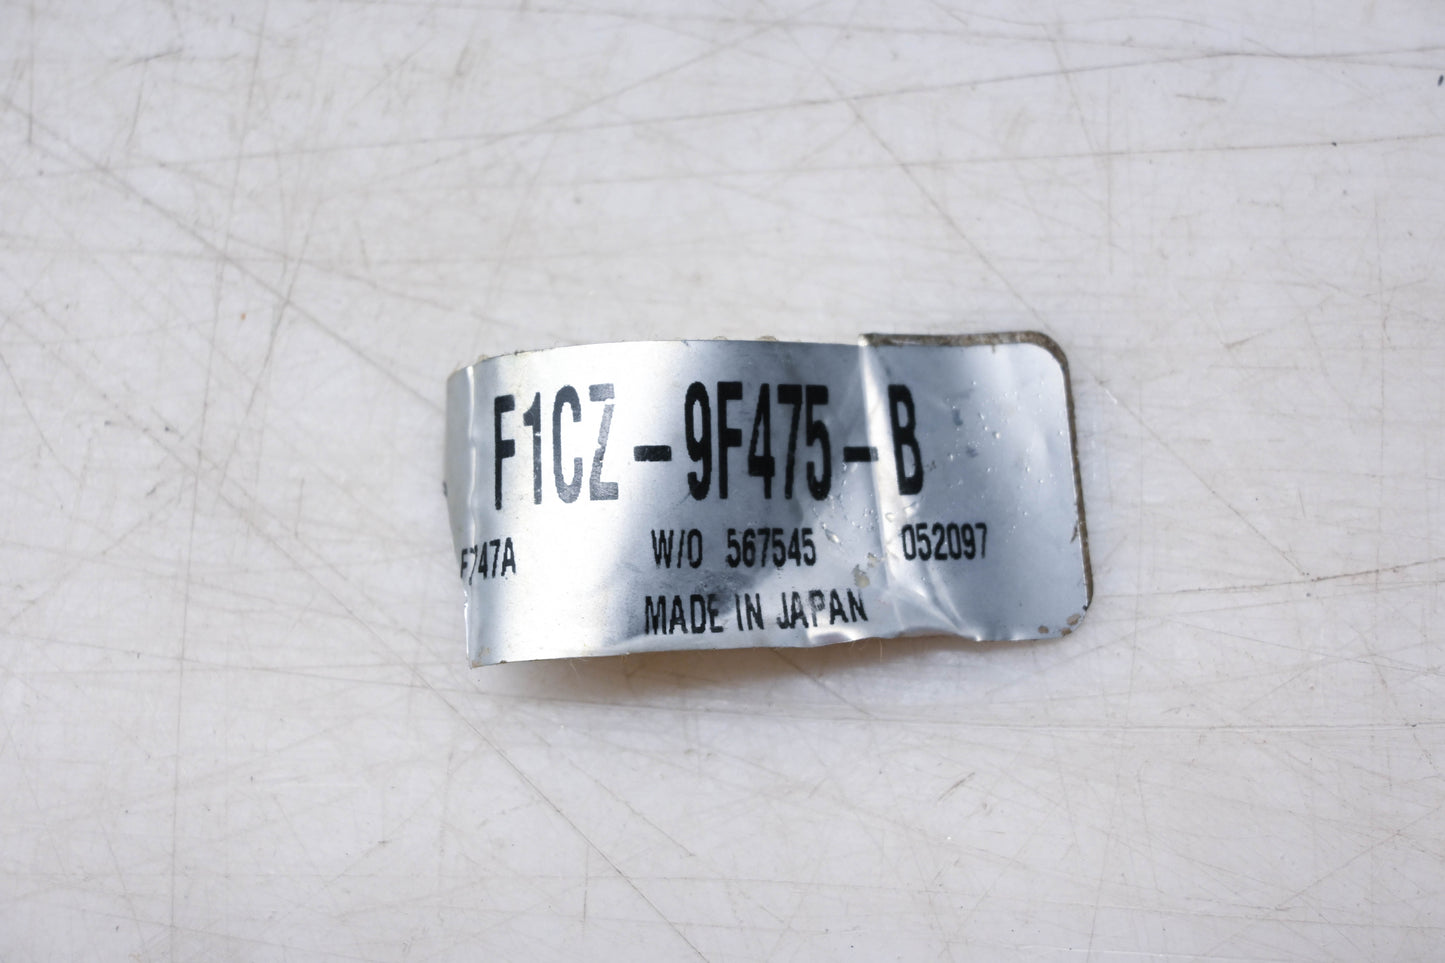 F1CZ-9F475-B
F747A W/O 567545 052097
MADE IN JAPAN